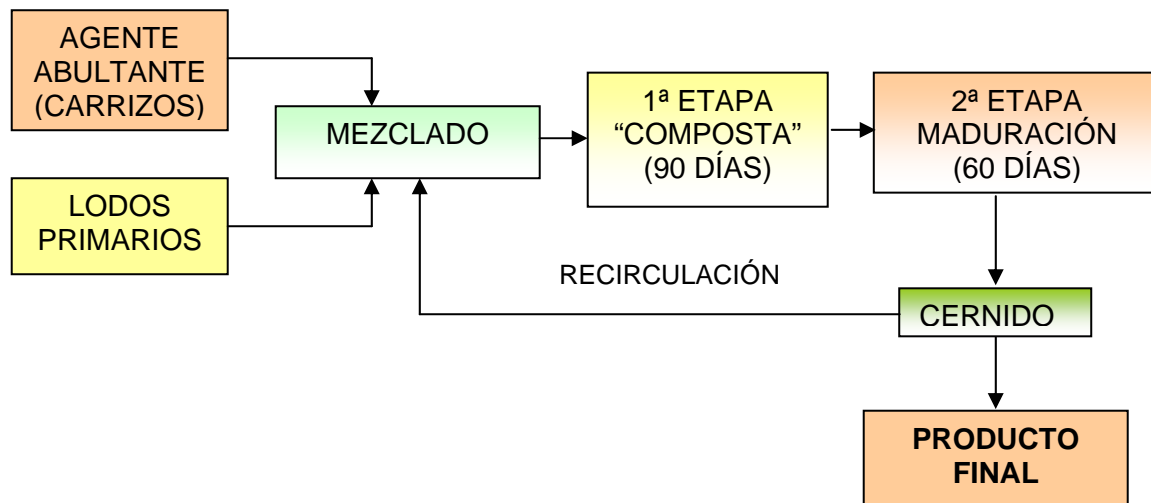 AGENTE
ABULTANTE
(CARRIZOS)
LODOS
PRIMARIOS
MEZCLADO
1ª ETAPA
“COMPOSTA”
(90 DÍAS)
2ª ETAPA
MADURACIÓN
(60 DÍAS)
RECIRCULACIÓN
CERNIDO
PRODUCTO
FINAL